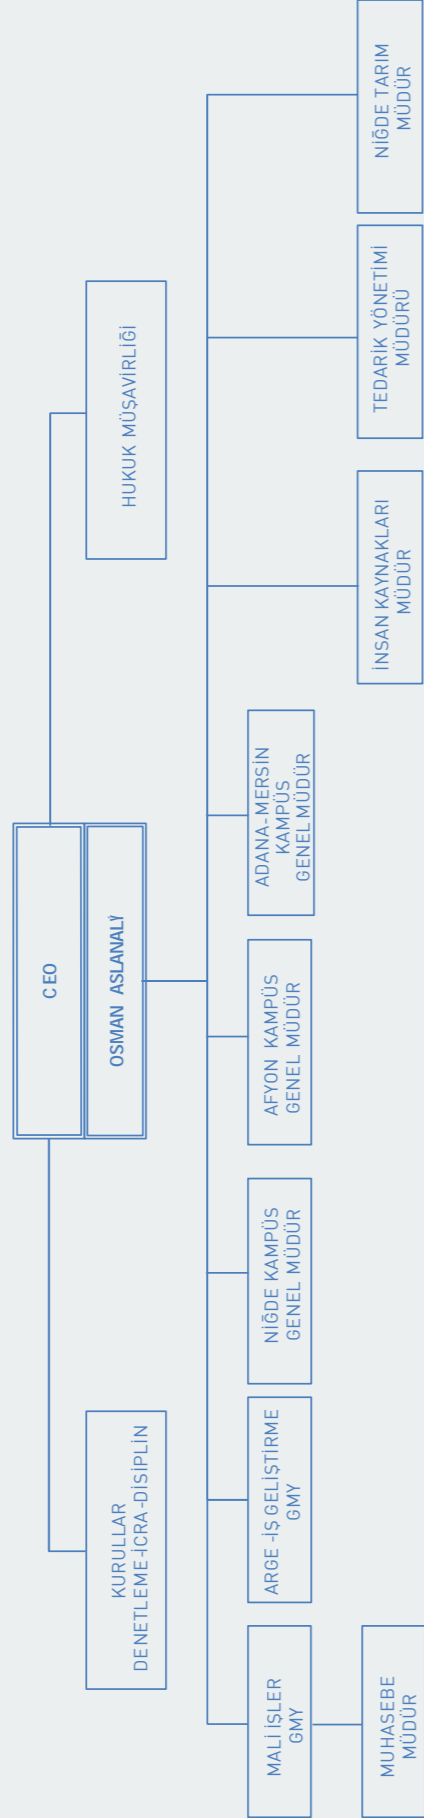 CEO
OSMAN ASLANALİ
KURULLAR
DENETLEME-İCRA-DİSİPLİN
HUKUK MÜŞAVİRLİĞİ
MALİ İŞLER
GMY
ARGE -İŞ GELİŞTİRME
GMY
NİĞDE KAMPÜS
GENEL MÜDÜR
AFYON KAMPÜS
GENEL MÜDÜR
ADANA-MERSİN
KAMPÜS
GENEL MÜDÜR
İNSAN KAYNAKLARI
MÜDÜR
TEDARİK YÖNETİMİ
MÜDÜRÜ
NİĞDE TARIM
MÜDÜR
MUHASEBE
MÜDÜR